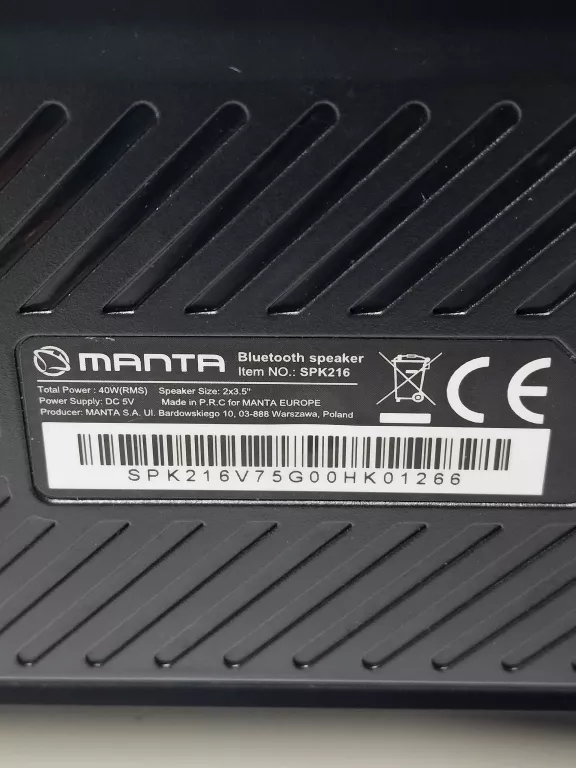 MANTA
Bluetooth speaker
Item NO.: SPK216
Total Power : 40W(RMS) Speaker Size: 2x3.5"
Power Supply: DC 5V Made in P.R.C for MANTA EUROPE
Producer: MANTA S.A. Ul. Bardowskiego 10, 03-888 Warszawa, Poland
CE
SPK216V75G00HK01266